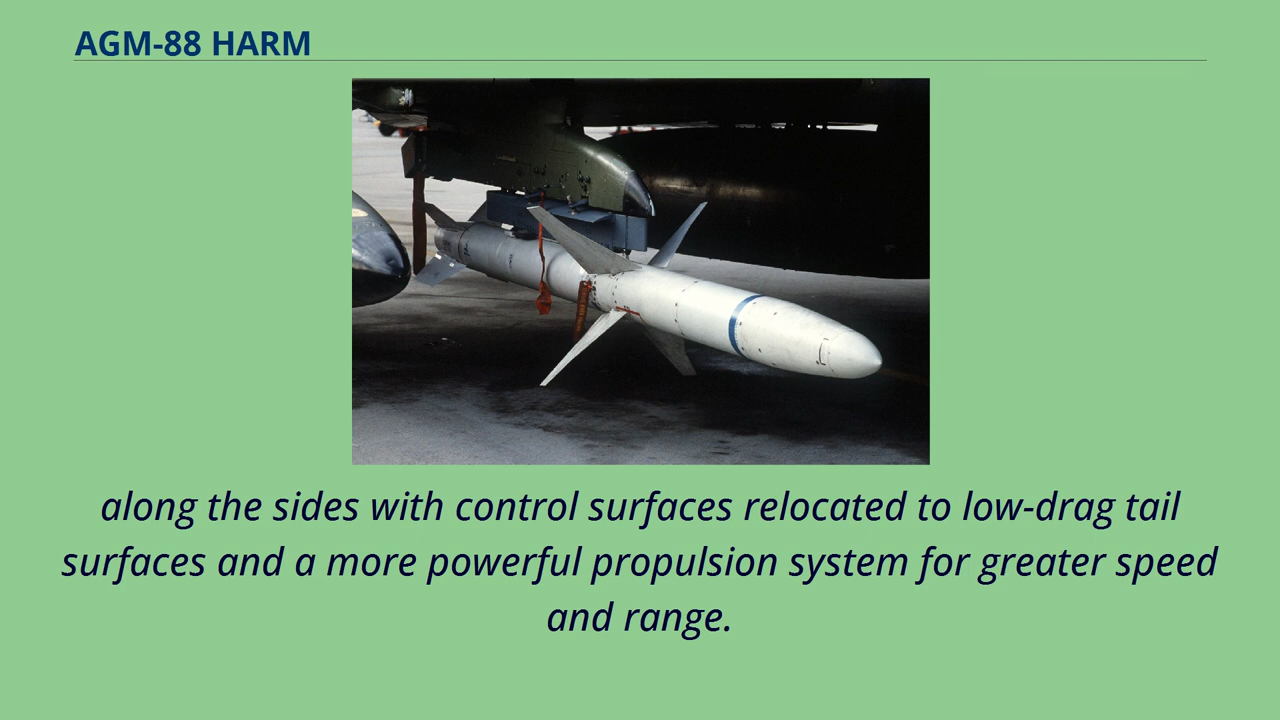 AGM-88 HARM
along the sides with control surfaces relocated to low-drag tail
surfaces and a more powerful propulsion system for greater speed
and range.